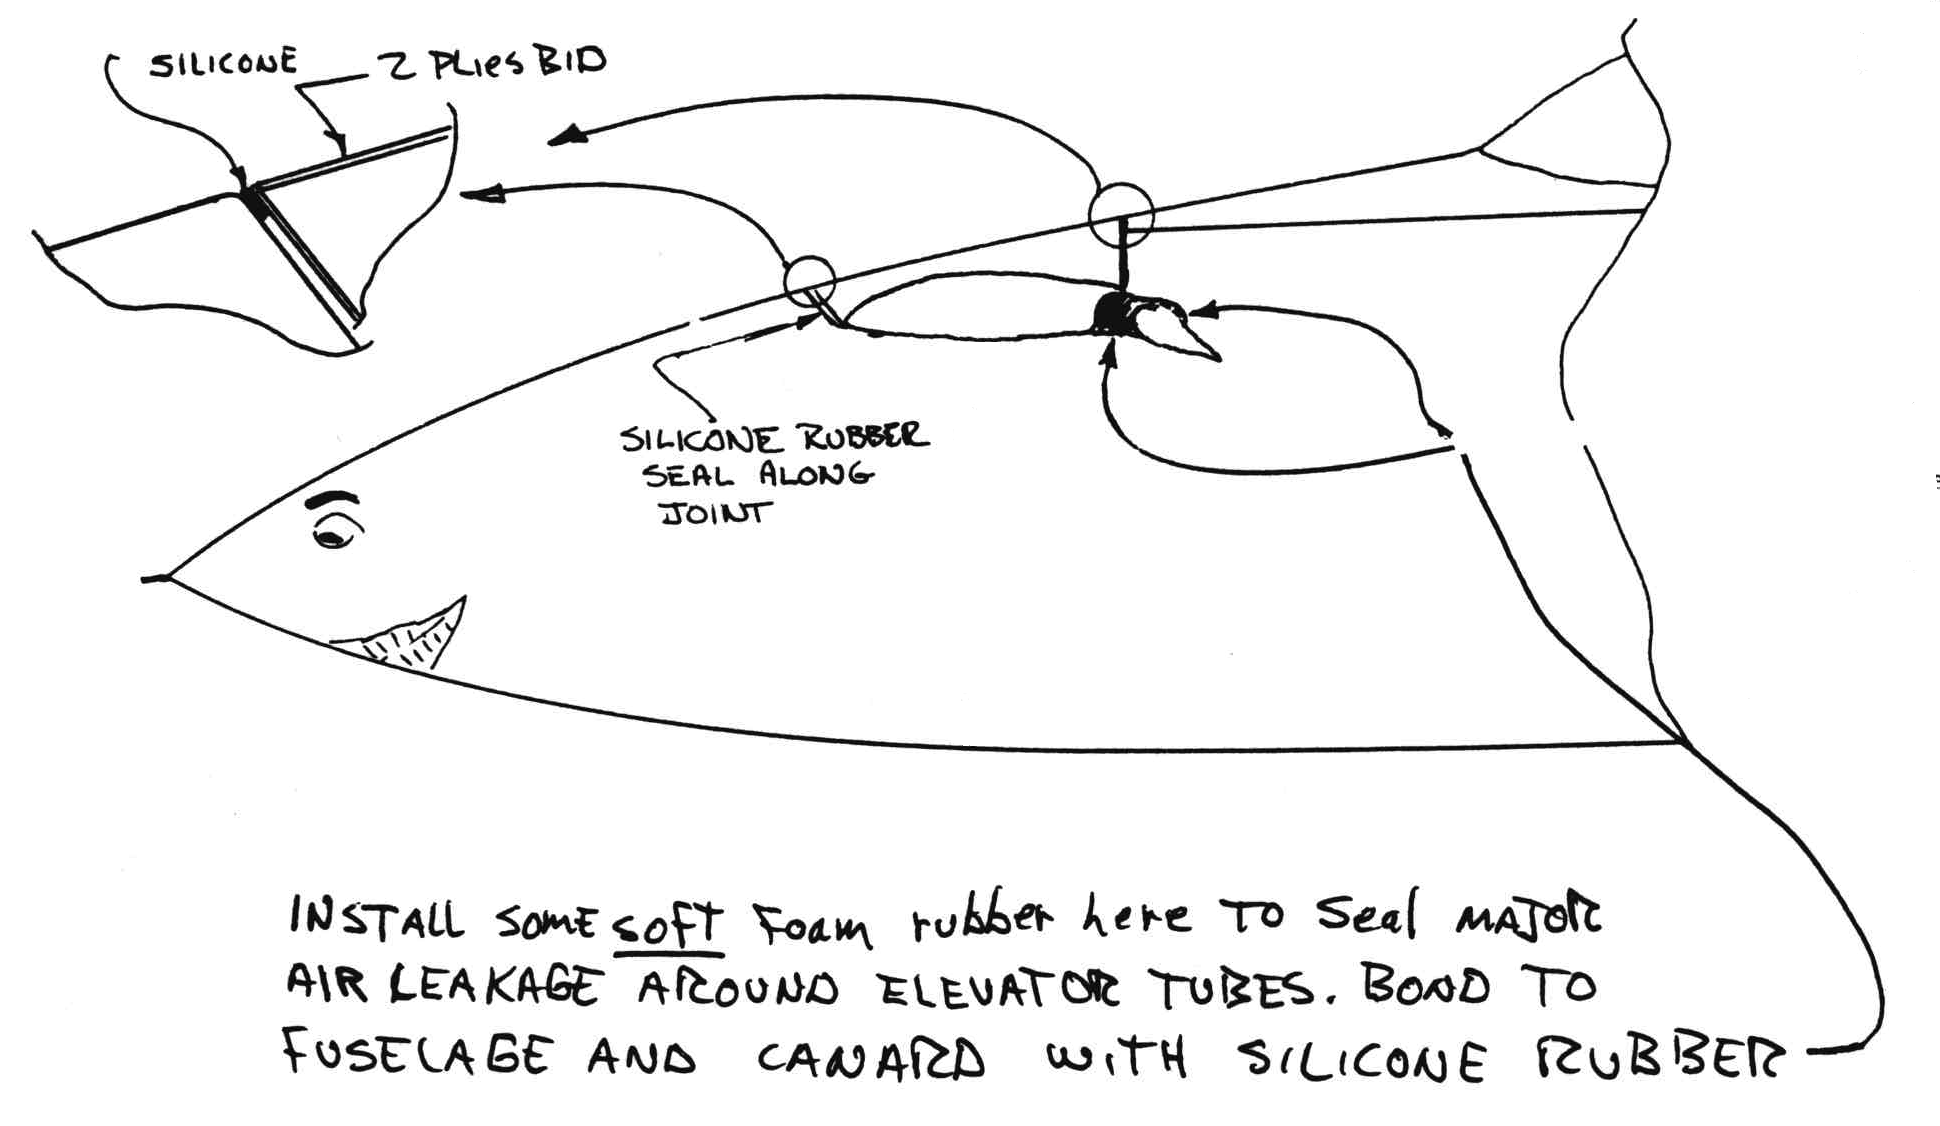 SILICONE
2 PLIES BID
SILICONE RUBBER
SEAL ALONG
JOINT
INSTALL SOME SOFT FOAM rubber here TO Seal MAJOR
AIR LEAKAGE AROUND ELEVATOR TUBES. BOND TO
FUSELAGE AND CANARD WITH SILICONE RUBBER